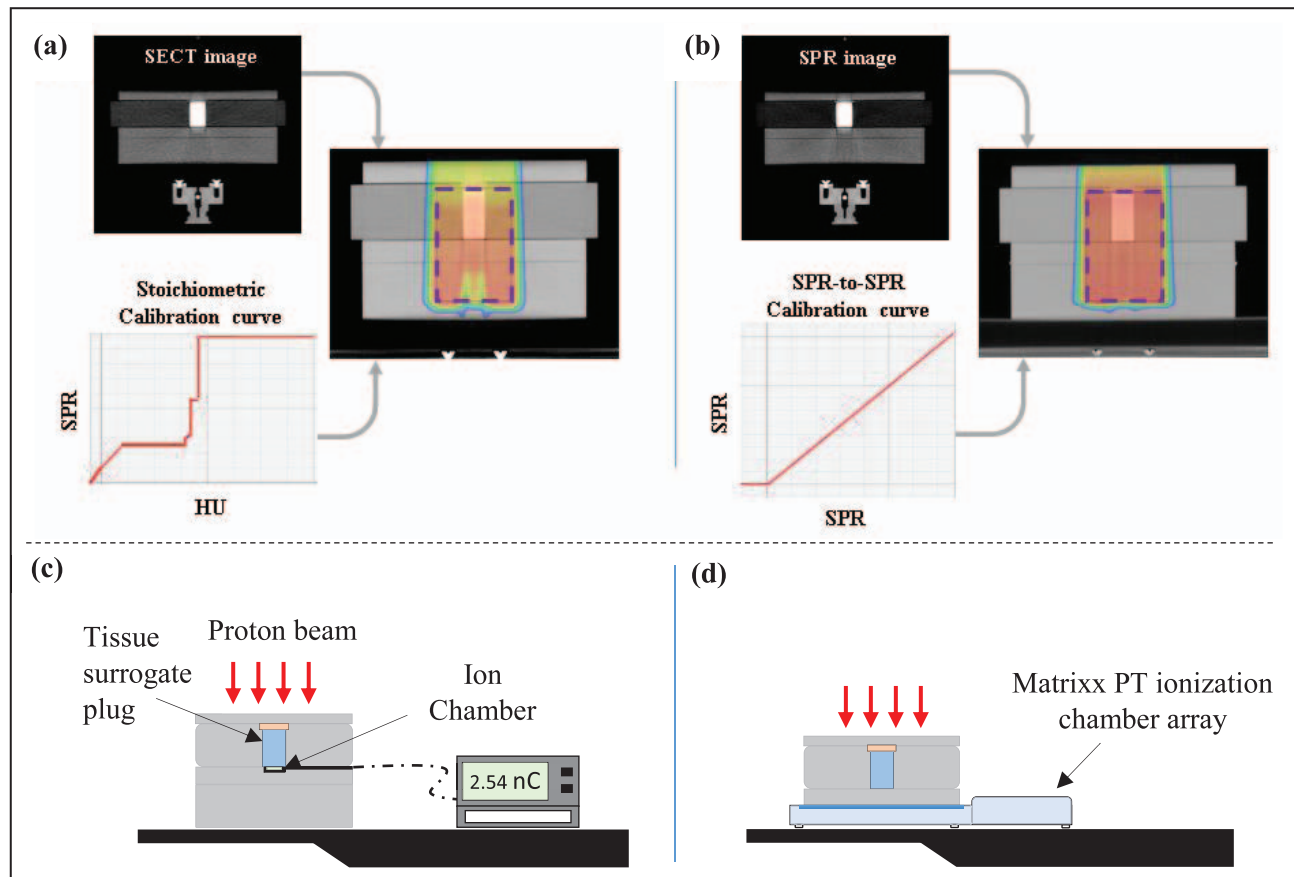 (a)
SECT image
Stoichiometric
Calibration curve
SPR
HU
(b)
SPR image
SPR-to-SPR
Calibration curve
SPR
SPR
(c)
Tissue
surrogate
plug
Proton beam
Ion
Chamber
2.54 nC
(d)
Matrixx PT ionization
chamber array